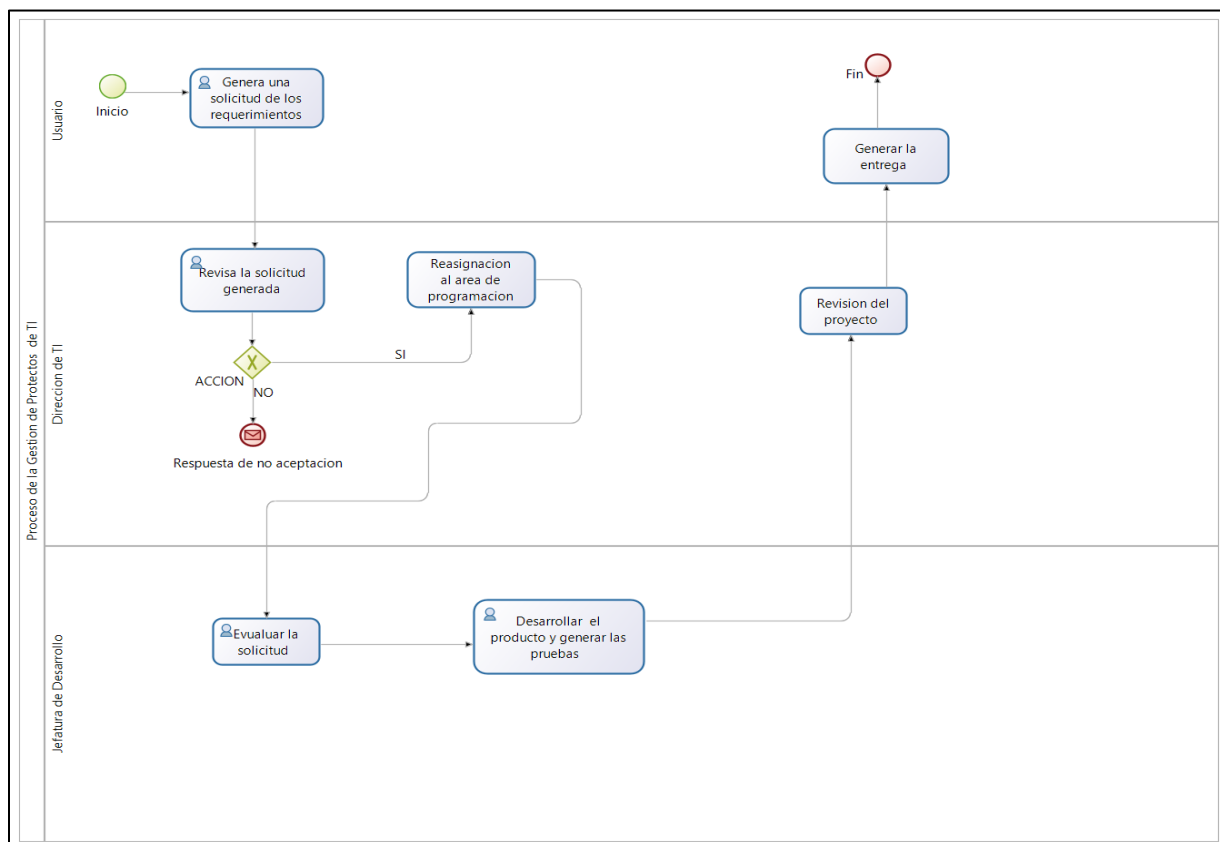 Proceso de la Gestion de Protectos de TI
Usuario
Inicio
Genera una
solicitud de los
requerimientos
Fin
Generar la
entrega
Direccion de TI
Revisa la solicitud
generada
Reasignacion
al area de
programacion
Revision del
proyecto
SI
ACCION
NO
Respuesta de no aceptacion
Jefatura de Desarrollo
Evualuar la
solicitud
Desarrollar el
producto y generar las
pruebas